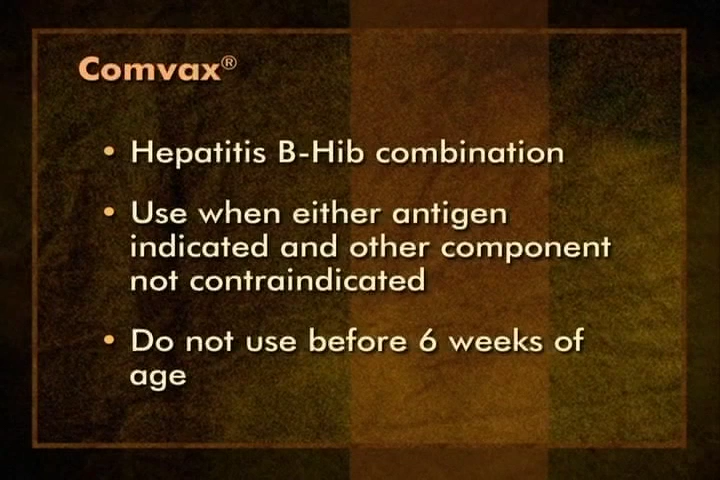 Comvax®
• Hepatitis B-Hib combination
• Use when either antigen
indicated and other component
not contraindicated
• Do not use before 6 weeks of
age